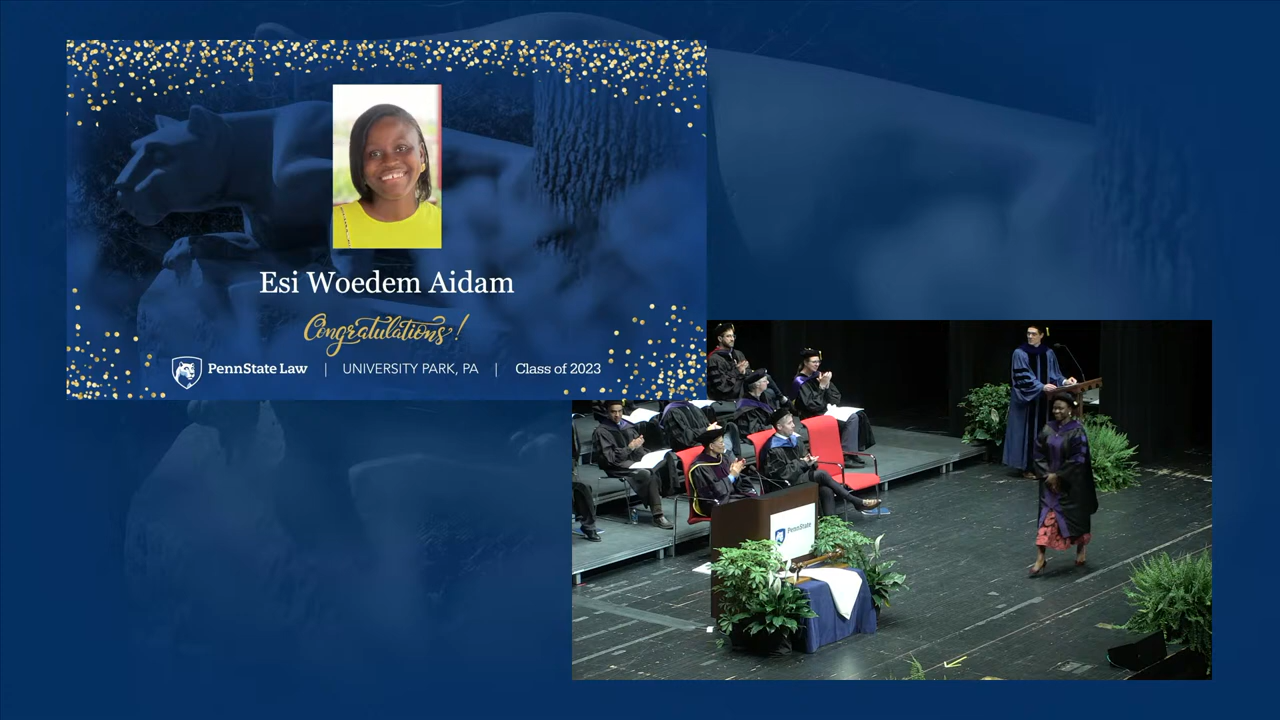 Esi Woedem Aidam
Congratulations!
PennState Law | UNIVERSITY PARK, PA | Class of 2023
PennState